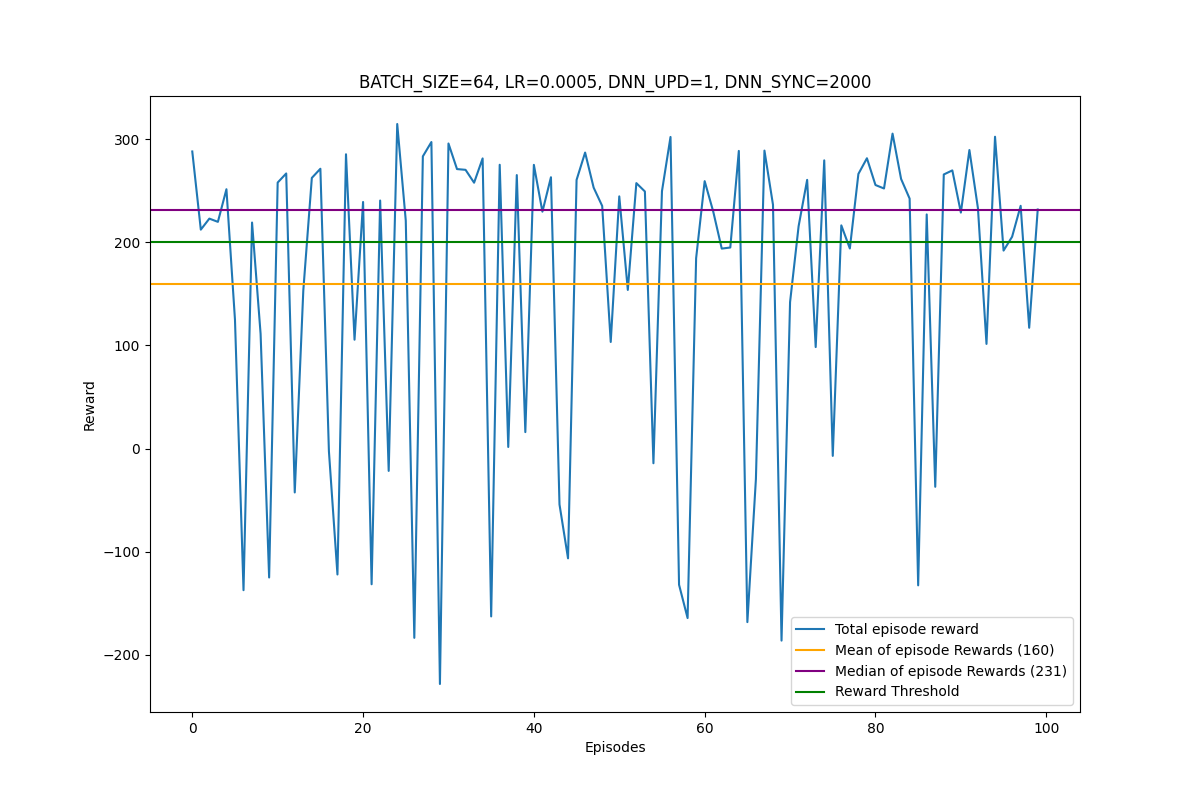 BATCH_SIZE=64, LR=0.0005, DNN_UPD=1, DNN_SYNC=2000
300
200
100
0
−100
−200
Reward
0
20
40
60
80
100
Episodes
Total episode reward
Mean of episode Rewards (160)
Median of episode Rewards (231)
Reward Threshold